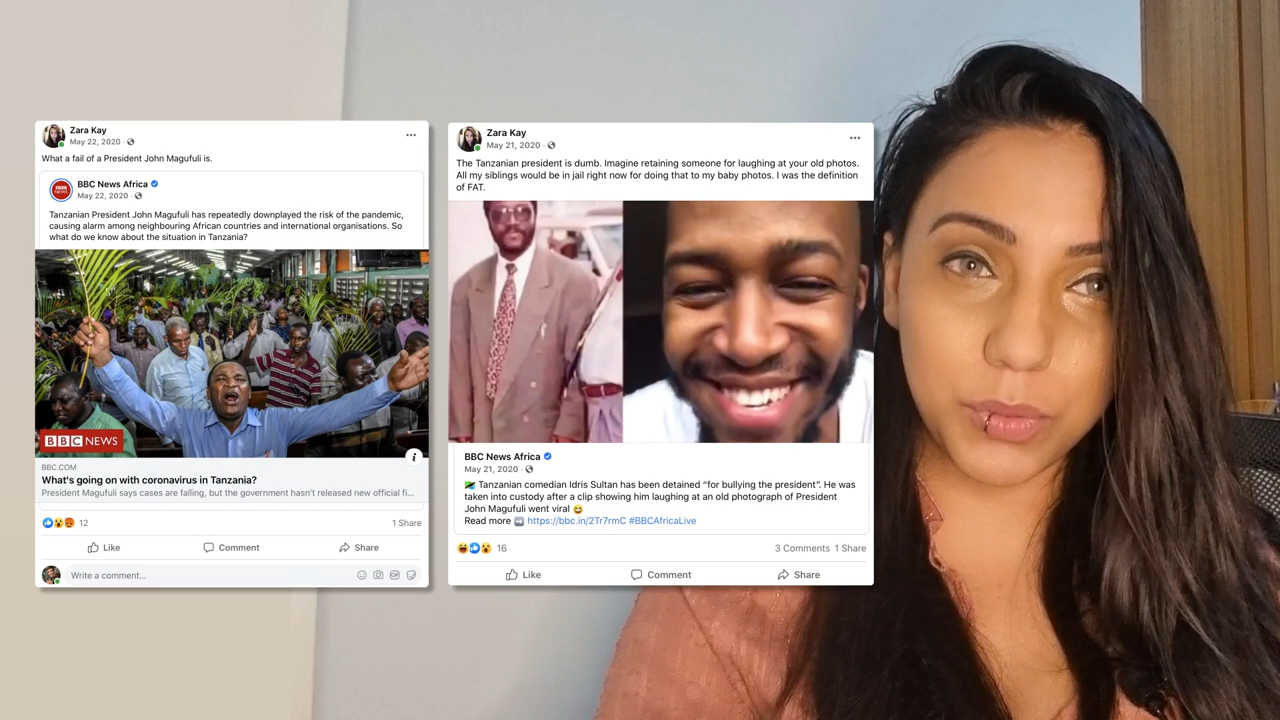 Zara Kay
May 22, 2020 ·
What a fail of a President John Magufuli is.
BBC NEWS
BBC News Africa
May 22, 2020 ·
Tanzanian President John Magufuli has repeatedly downplayed the risk of the pandemic,
causing alarm among neighbouring African countries and international organisations. So
what do we know about the situation in Tanzania?
BBC NEWS
BBC.COM
What's going on with coronavirus in Tanzania?
President Magufuli says cases are falling, but the government hasn't released new official fi...
12
1 Share
Like
Comment
Share
Write a comment...
GIF
Zara Kay
May 21, 2020 ·
The Tanzanian president is dumb. Imagine retaining someone for laughing at your old photos.
All my siblings would be in jail right now for doing that to my baby photos. I was the definition
of FAT.
BBC News Africa
May 21, 2020 ·
🇹🇿 Tanzanian comedian Idris Sultan has been detained “for bullying the president”. He was
taken into custody after a clip showing him laughing at an old photograph of President
John Magufuli went viral 😆
Read more ➡️ https://bbc.in/2Tr7rmC #BBCAfricaLive
16
3 Comments 1 Share
Like
Comment
Share